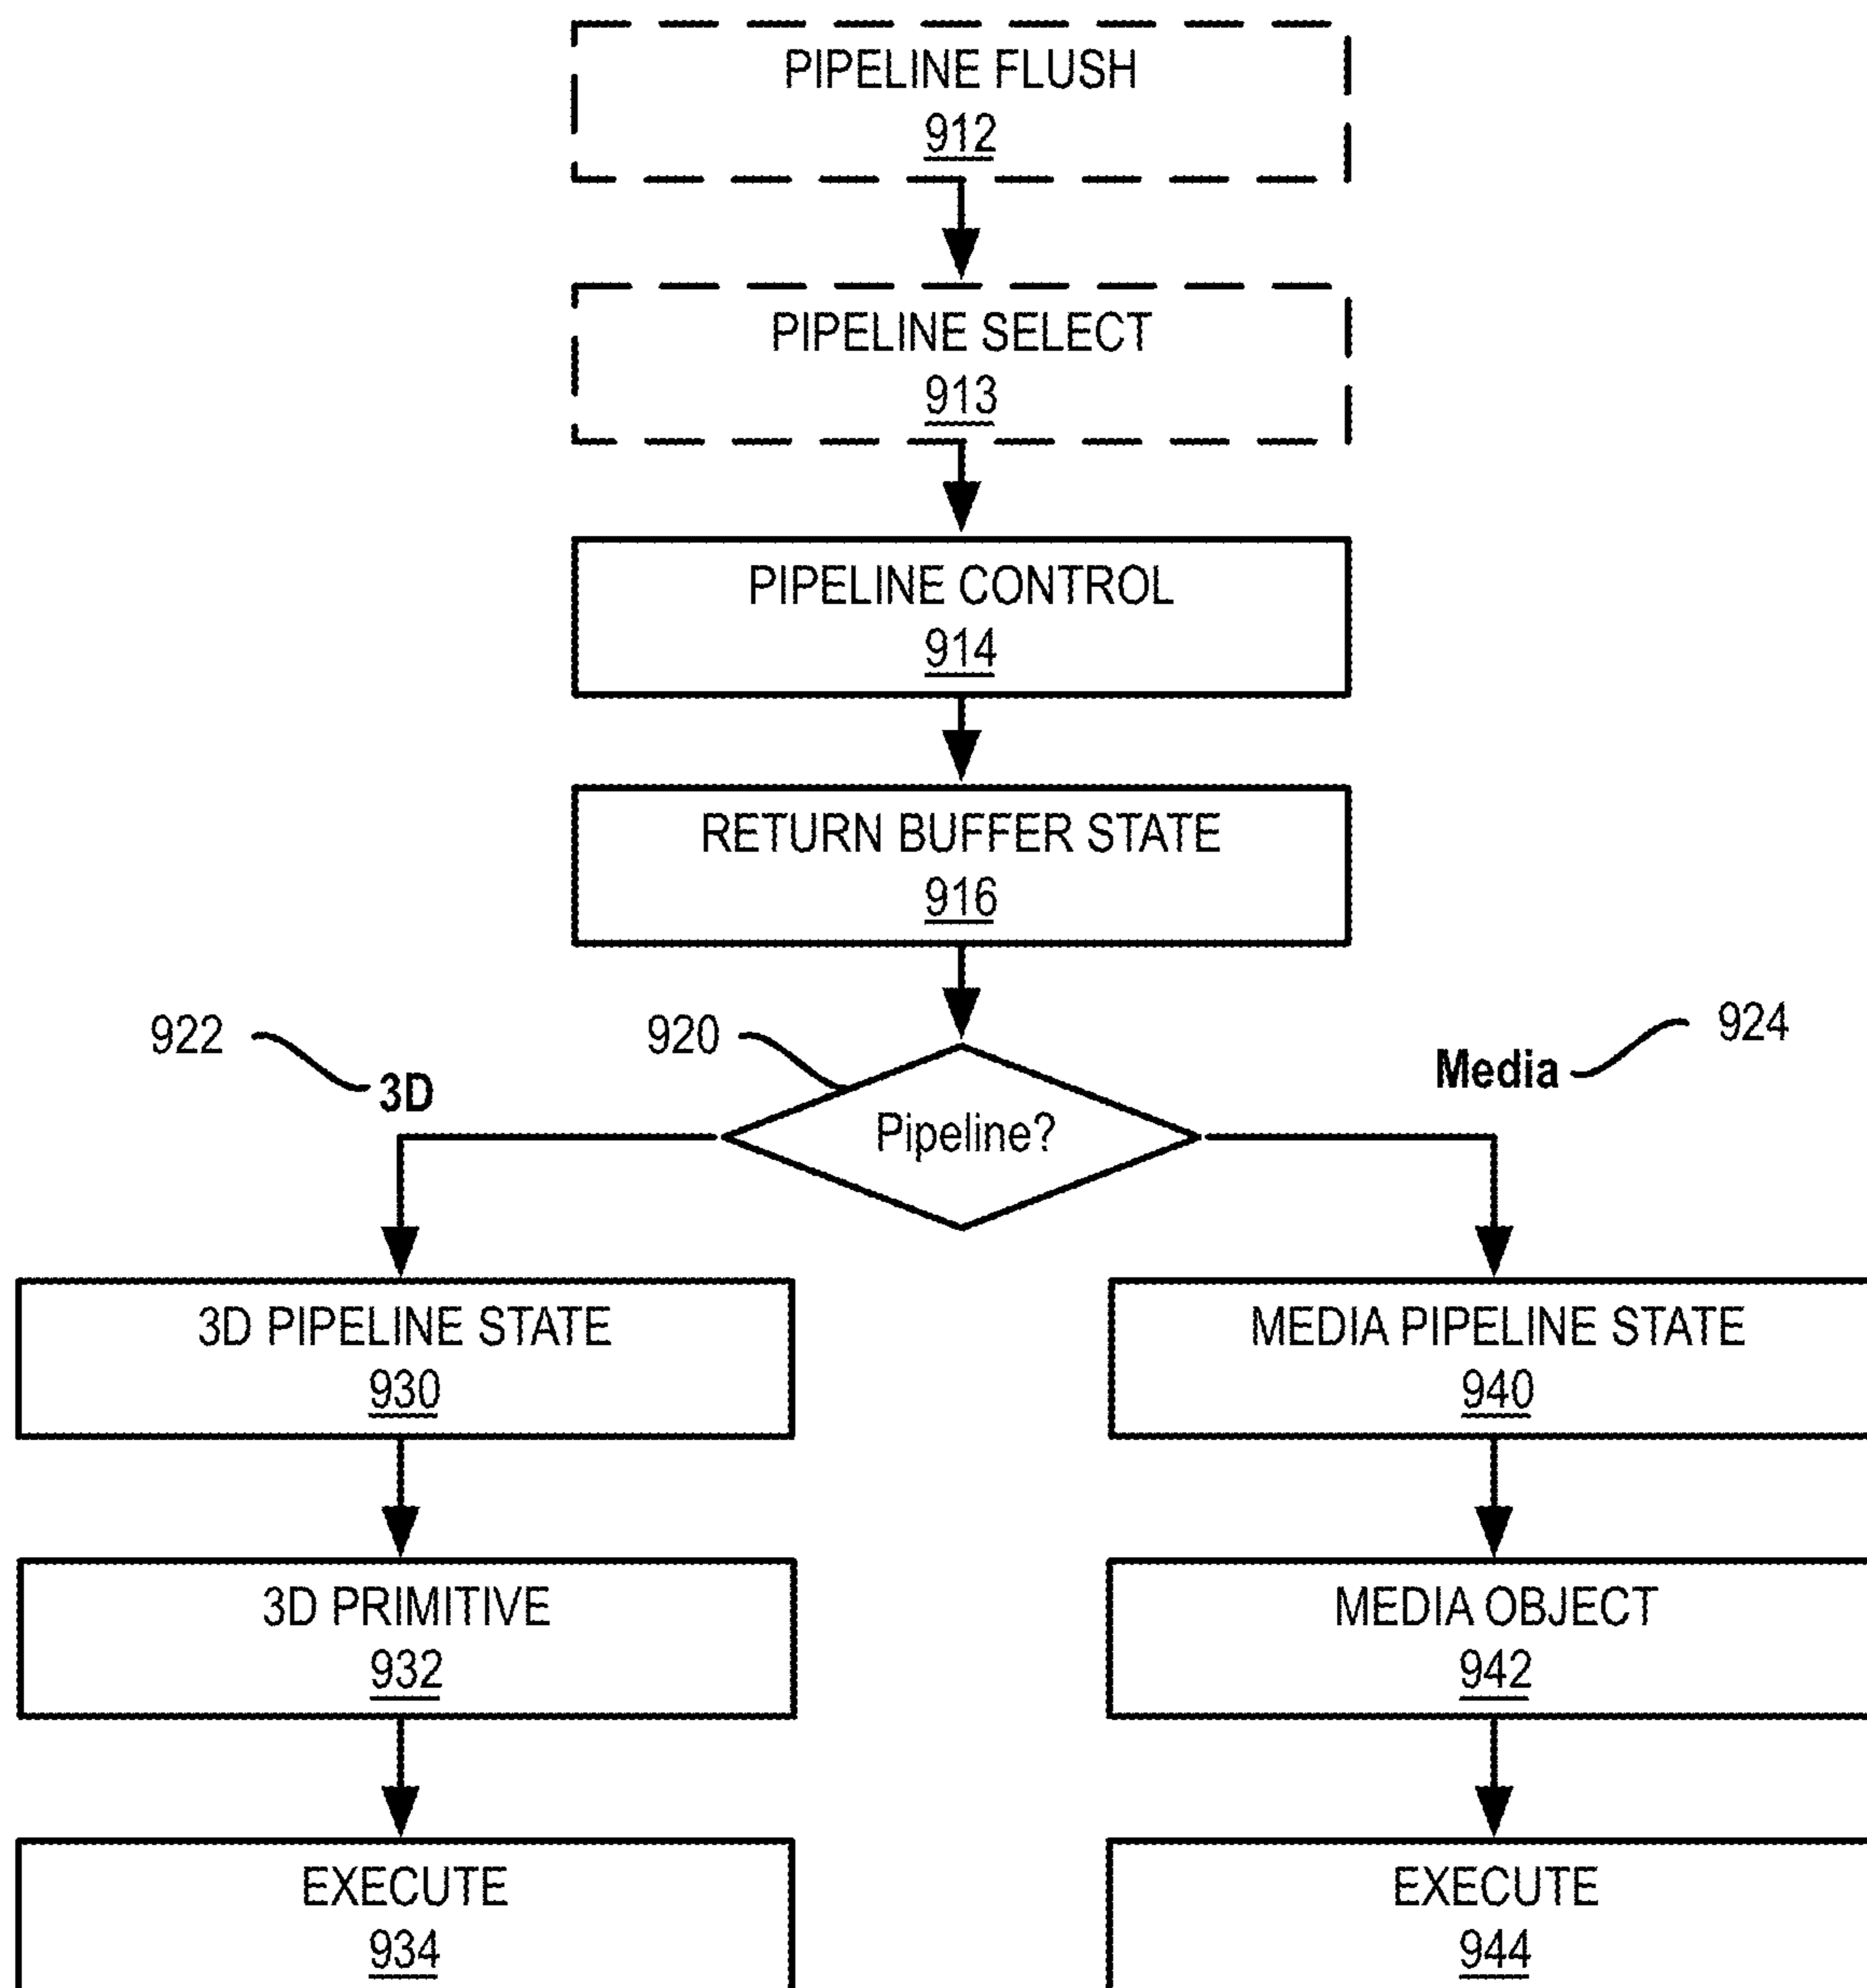 PIPELINE FLUSH
912
PIPELINE SELECT
913
PIPELINE CONTROL
914
RETURN BUFFER STATE
916
922
920
924
3D
Media
Pipeline?
3D PIPELINE STATE
930
MEDIA PIPELINE STATE
940
3D PRIMITIVE
932
MEDIA OBJECT
942
EXECUTE
934
EXECUTE
944